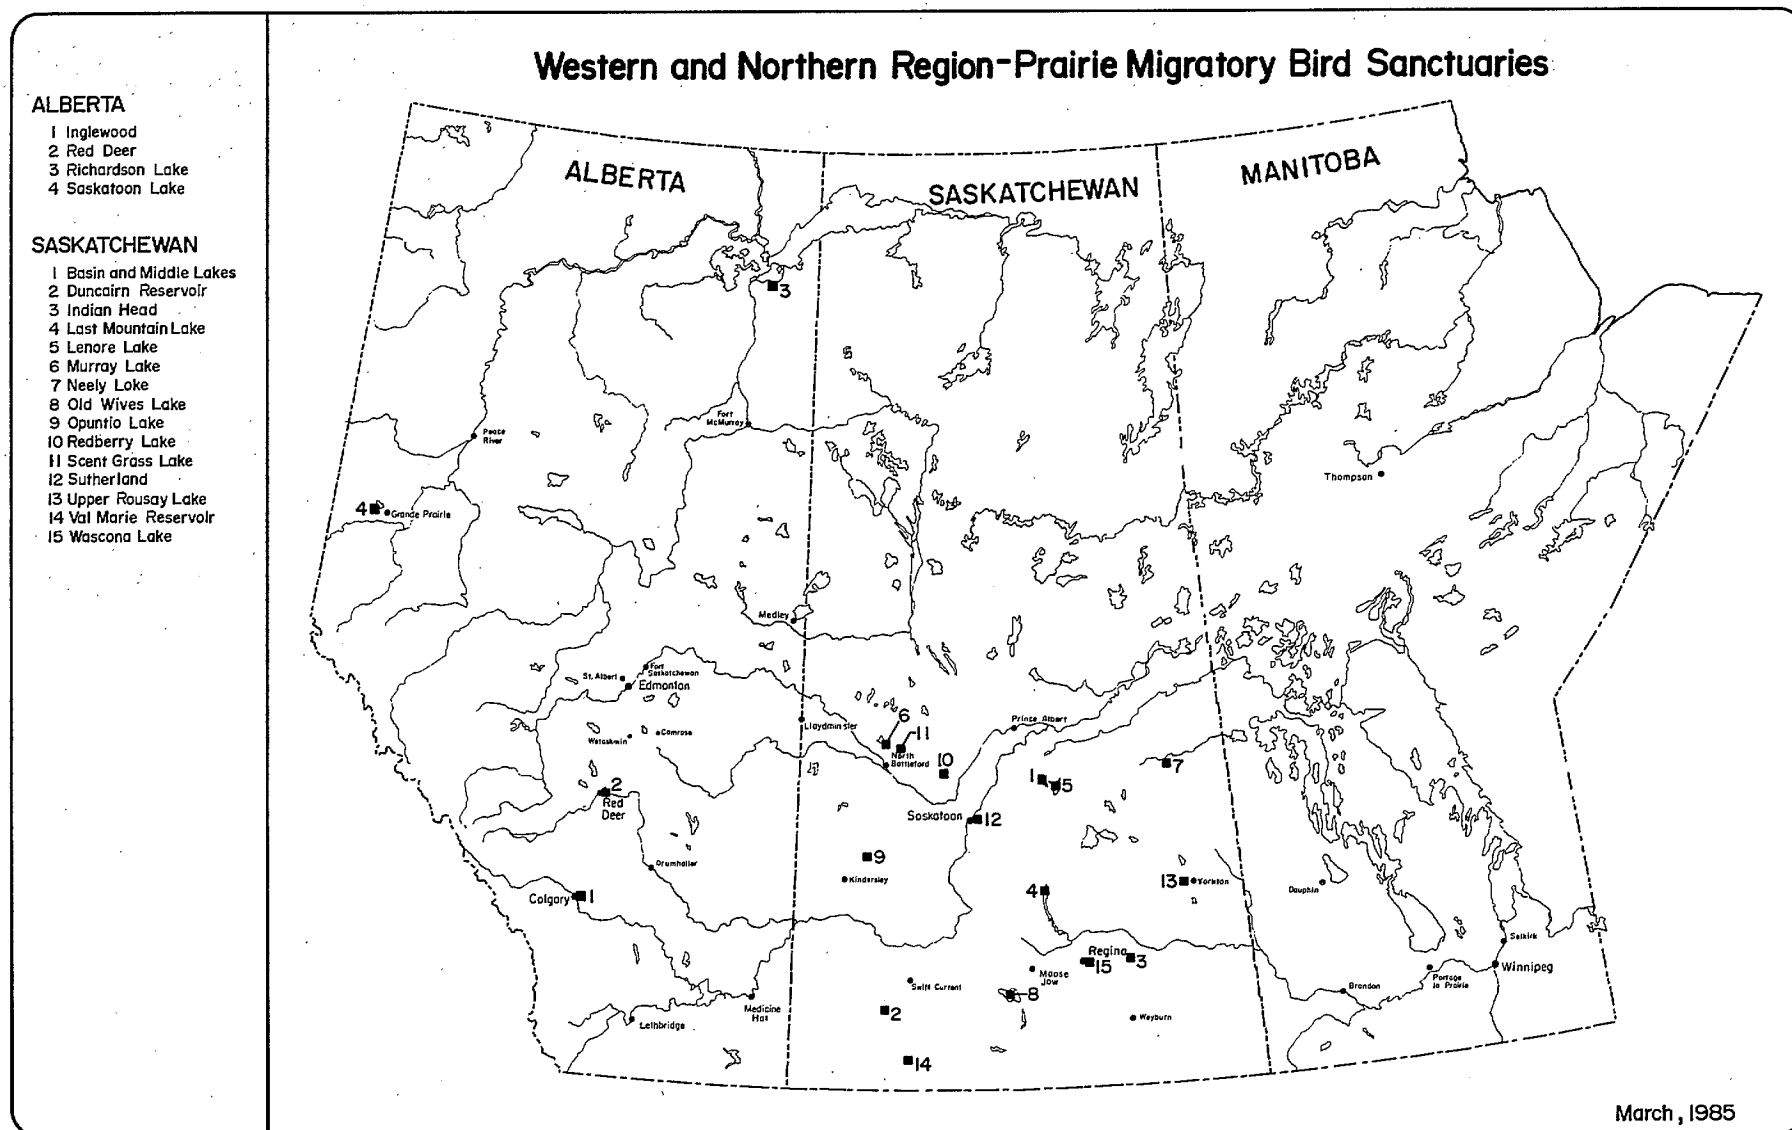 Western and Northern Region-Prairie Migratory Bird Sanctuaries
ALBERTA
1 Inglewood
2 Red Deer
3 Richardson Lake
4 Saskatoon Lake
SASKATCHEWAN
1 Basin and Middle Lakes
2 Duncairn Reservoir
3 Indian Head
4 Last Mountain Lake
5 Lenore Lake
6 Murray Lake
7 Neely Lake
8 Old Wives Lake
9 Opuntia Lake
10 Redberry Lake
11 Scent Grass Lake
12 Sutherland
13 Upper Rousay Lake
14 Val Marie Reservoir
15 Wascana Lake
ALBERTA
SASKATCHEWAN
MANITOBA
3
Fort
McMurray
Peace
River
Thompson
4
Grande Prairie
Medley
Fort
Saskatchewan
St. Albert
Edmonton
Wetaskiwin
Camrose
Lloydminster
Prince Albert
6
11
North
Battleford
10
1
5
7
2
Red
Deer
Saskatoon
12
9
Kindersley
Drumheller
4
13
Yorkton
Dauphin
Calgary
1
Regina
15
3
Moose
Jaw
Selkirk
Winnipeg
Portage
la Prairie
Brandon
Swift Current
8
2
Weyburn
Medicine
Hat
Lethbridge
14
March, 1985